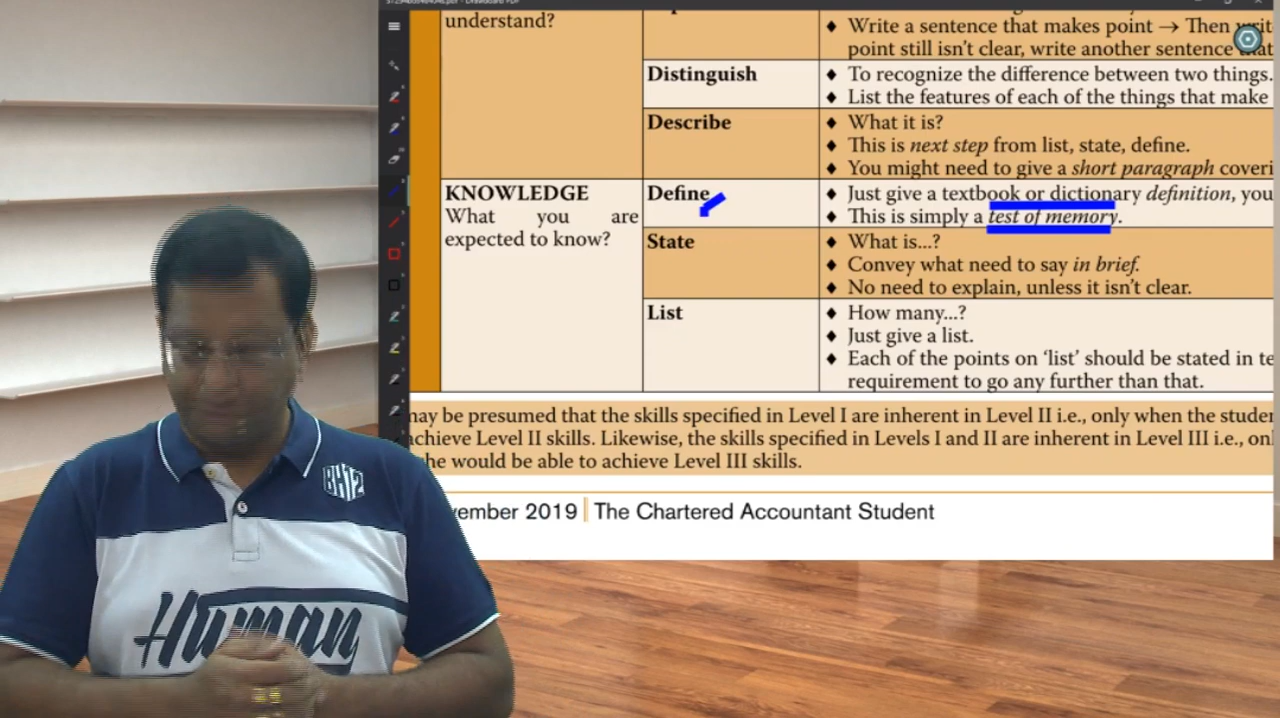 understand?
♦ Write a sentence that makes point → Then
point still isn't clear, write another sentence
Distinguish
♦ To recognize the difference between two things.
♦ List the features of each of the things that make
Describe
♦ What it is?
♦ This is next step from list, state, define.
♦ You might need to give a short paragraph
KNOWLEDGE
What you are
expected to know?
Define
♦ Just give a textbook or dictionary definition, you
♦ This is simply a test of memory.
State
♦ What is...?
♦ Convey what need to say in brief.
♦ No need to explain, unless it isn't clear.
List
♦ How many...?
♦ Just give a list.
♦ Each of the points on 'list' should be stated in
requirement to go any further than that.
may be presumed that the skills specified in Level I are inherent in Level II i.e., only when the
achieve Level II skills. Likewise, the skills specified in Levels I and II are inherent in Level III i.e.,
he would be able to achieve Level III skills.
vember 2019 | The Chartered Accountant Student
Human